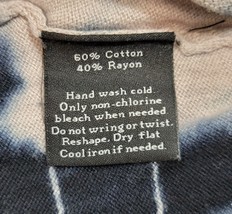 60% Cotton
40% Rayon
Hand wash cold.
Only non-chlorine
bleach when needed.
Do not wring or twist.
Reshape. Dry flat
Cool iron if needed.